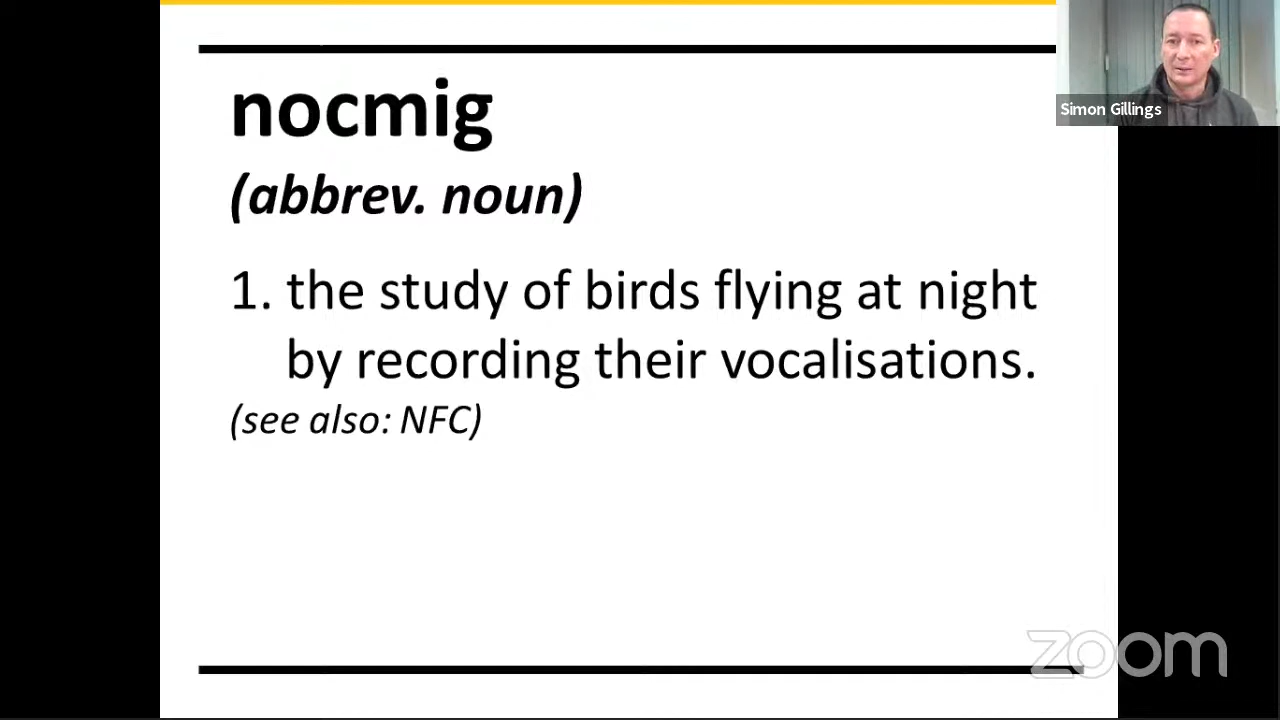 nocmig
(abbrev. noun)
1. the study of birds flying at night
by recording their vocalisations.
(see also: NFC)
Simon Gillings
zoom